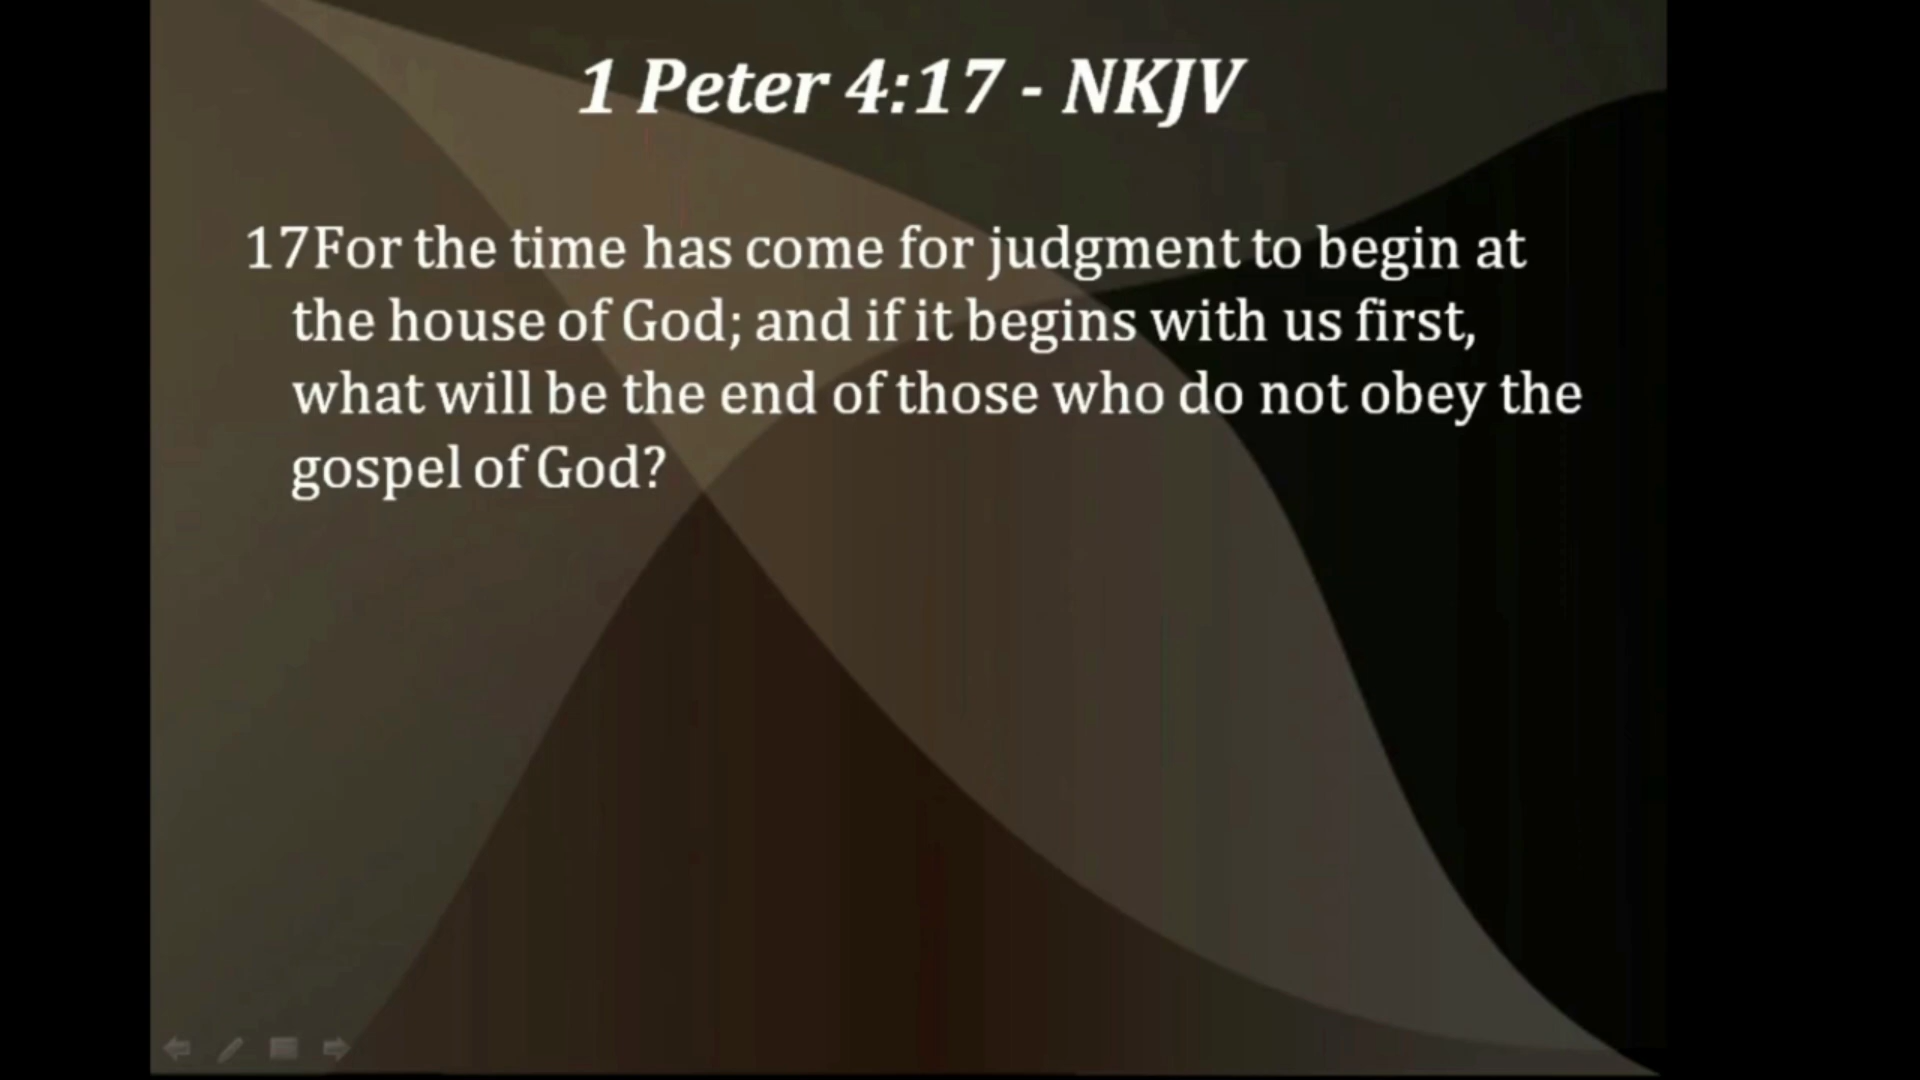 1 Peter 4:17 - NKJV
17For the time has come for judgment to begin at
the house of God; and if it begins with us first,
what will be the end of those who do not obey the
gospel of God?